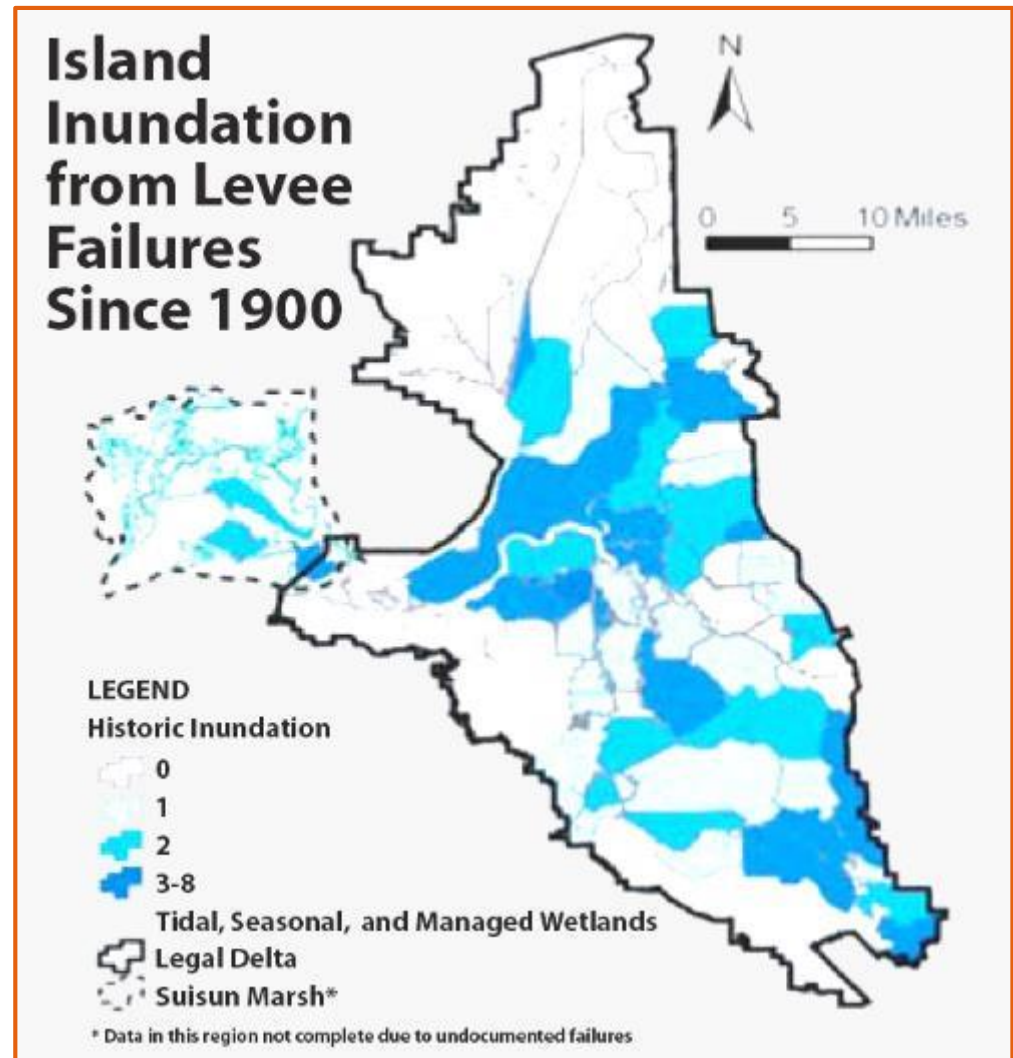 Island
Inundation
from Levee
Failures
Since 1900
N
0 5 10 Miles
LEGEND
Historic Inundation
0
1
2
3-8
Tidal, Seasonal, and Managed Wetlands
Legal Delta
Suisun Marsh*
* Data in this region not complete due to undocumented failures